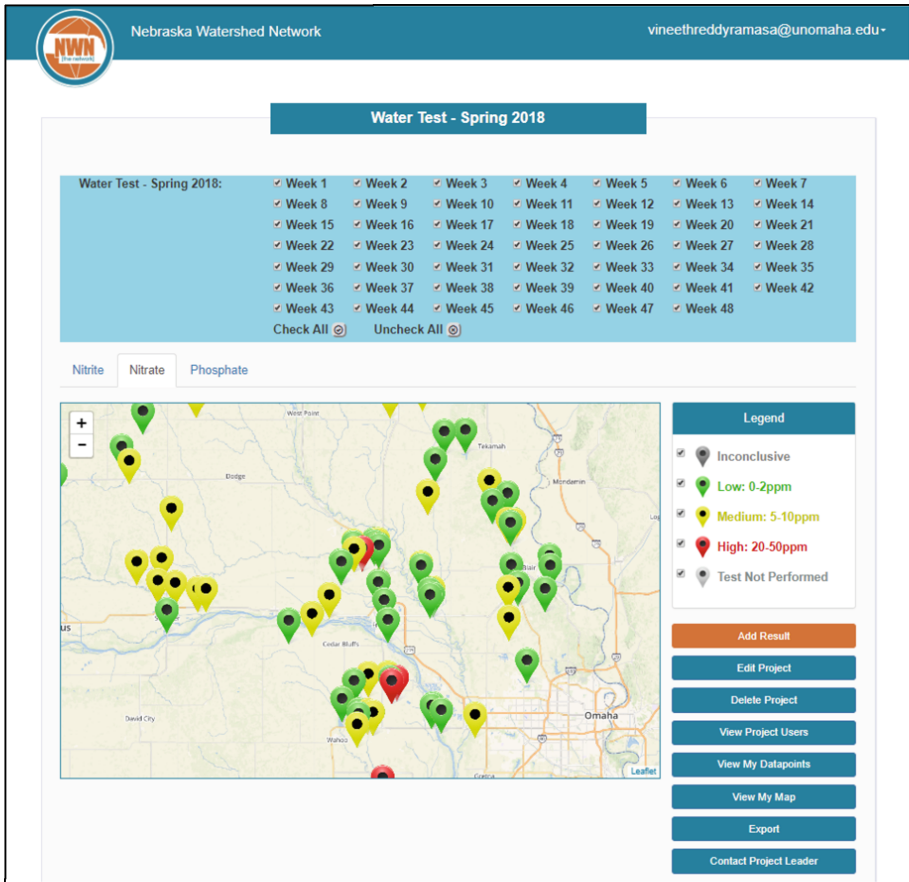 NWN
[the network]
Nebraska Watershed Network
vineethreddyramasa@unomaha.edu
Water Test - Spring 2018
Water Test - Spring 2018:
Week 1 Week 2 Week 3 Week 4 Week 5 Week 6 Week 7
Week 8 Week 9 Week 10 Week 11 Week 12 Week 13 Week 14
Week 15 Week 16 Week 17 Week 18 Week 19 Week 20 Week 21
Week 22 Week 23 Week 24 Week 25 Week 26 Week 27 Week 28
Week 29 Week 30 Week 31 Week 32 Week 33 Week 34 Week 35
Week 36 Week 37 Week 38 Week 39 Week 40 Week 41 Week 42
Week 43 Week 44 Week 45 Week 46 Week 47 Week 48
Check All Uncheck All
Nitrite Nitrate Phosphate
+
−
West Point
Tekamah
Dodge
Mondamin
Blair
us
Cedar Bluffs
David City
Omaha
Wahoo
Gretna
Leaflet
Legend
Inconclusive
Low: 0-2ppm
Medium: 5-10ppm
High: 20-50ppm
Test Not Performed
Add Result
Edit Project
Delete Project
View Project Users
View My Datapoints
View My Map
Export
Contact Project Leader